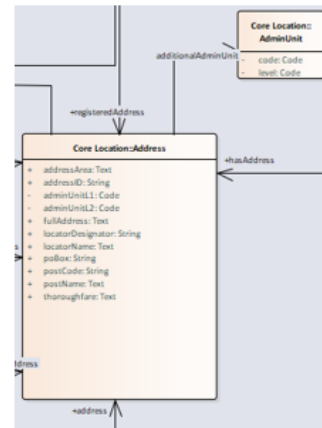 Core Location::
AdminUnit
- code: Code
- level: Code
additionalAdminUnit
+registeredAddress
+hasAddress
Core Location::Address
+ addressArea: Text
+ addressID: String
- adminUnitL1: Code
- adminUnitL2: Code
+ fullAddress: Text
+ locatorDesignator: String
+ locatorName: Text
+ poBox: String
+ postCode: String
+ postName: Text
+ thoroughfare: Text
ddress
+address